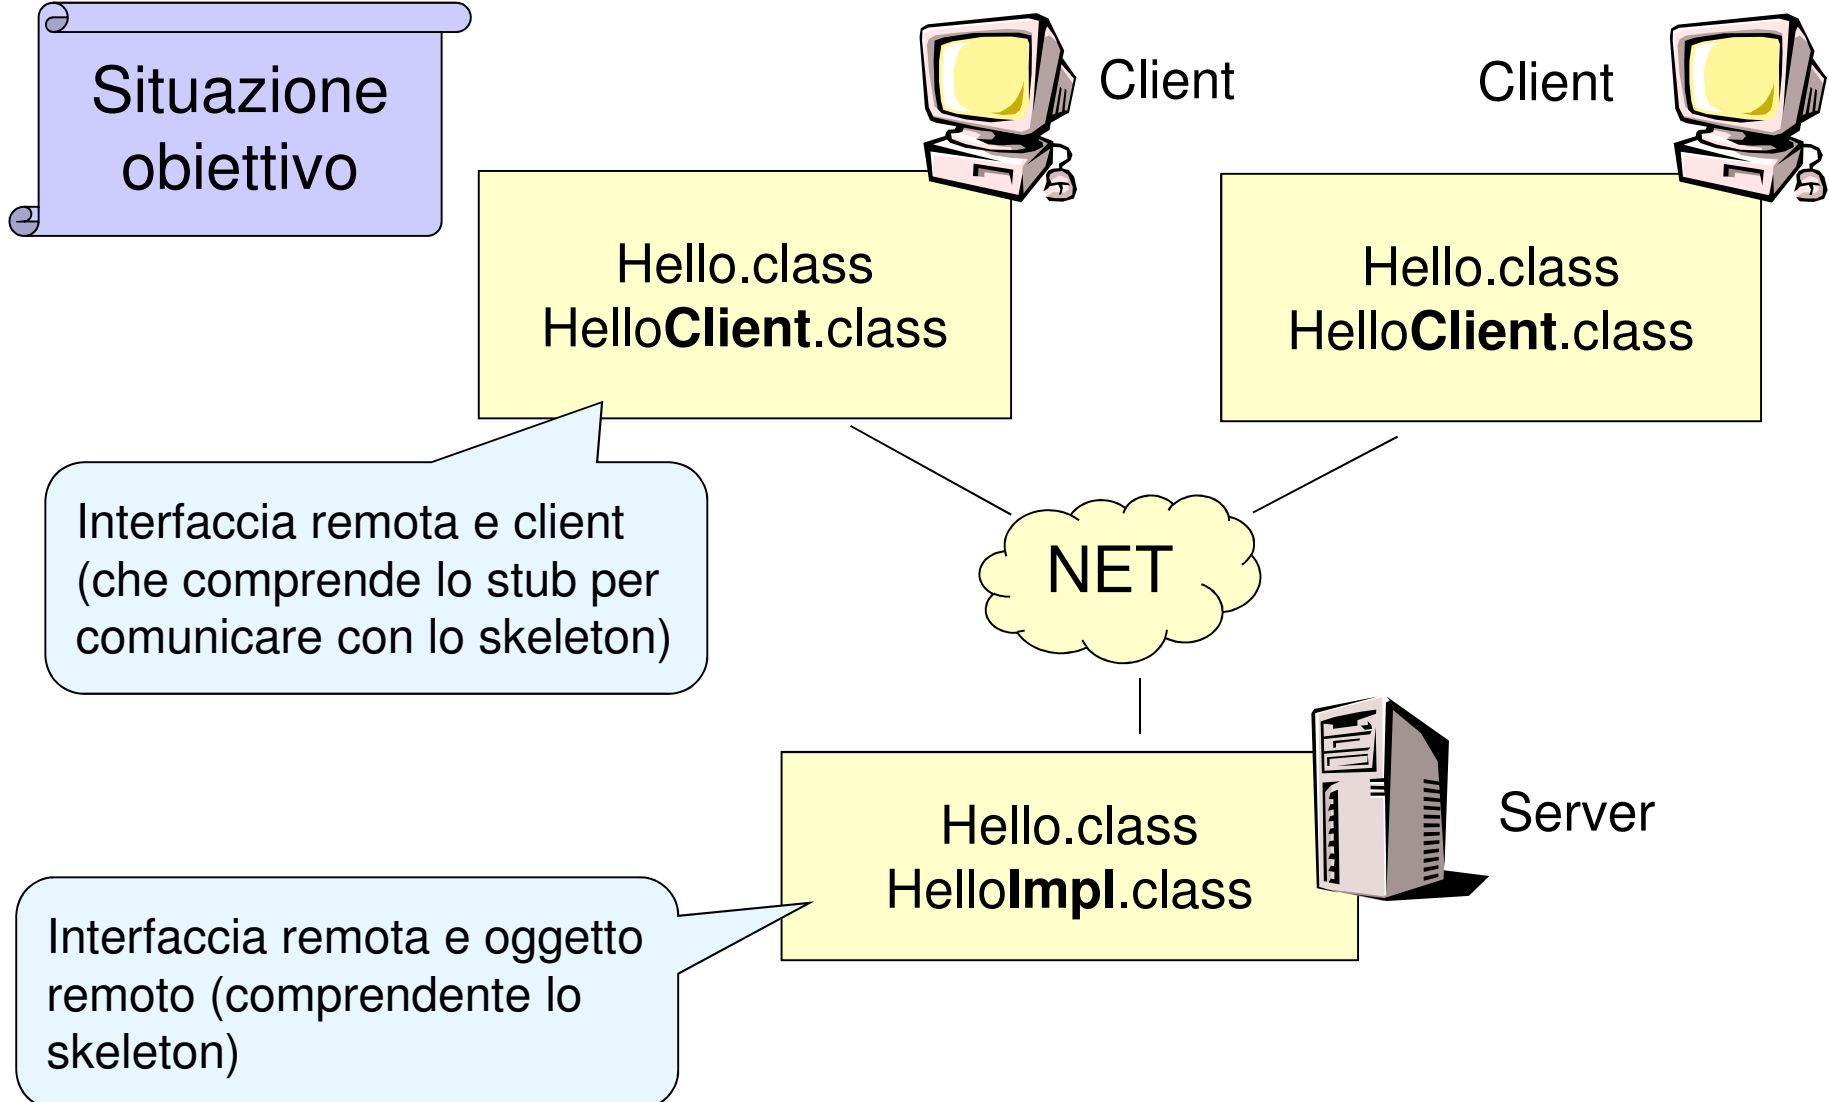 Situazione
obiettivo
Client
Client
Hello.class
HelloClient.class
Hello.class
HelloClient.class
Interfaccia remota e client
(che comprende lo stub per
comunicare con lo skeleton)
NET
Hello.class
HelloImpl.class
Server
Interfaccia remota e oggetto
remoto (comprendente lo
skeleton)